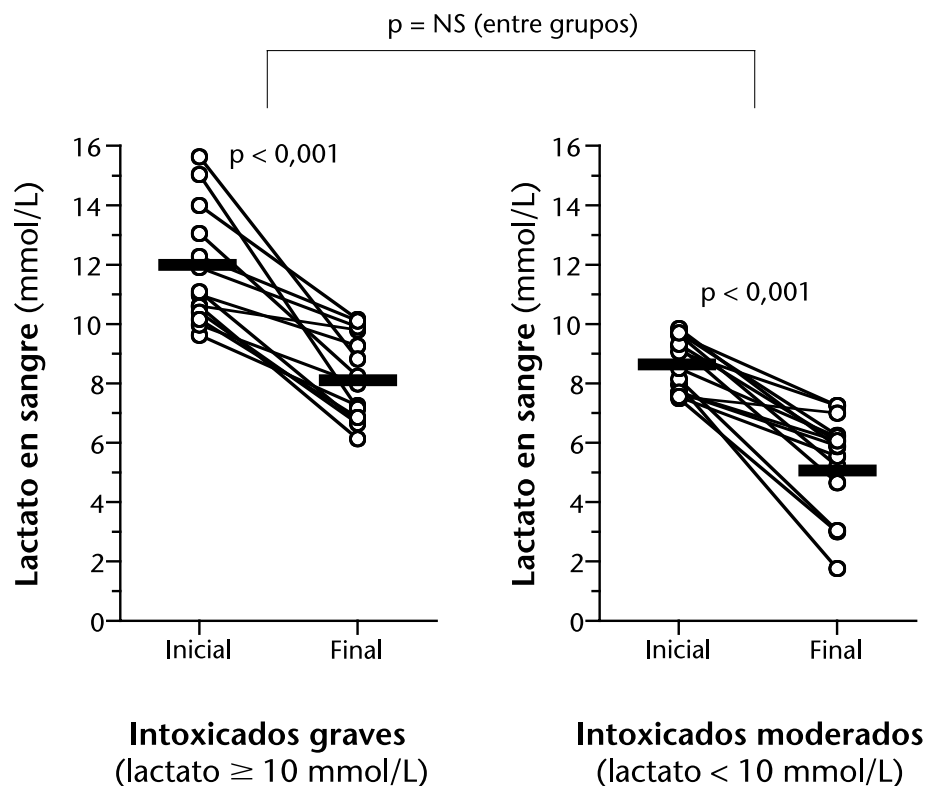 p = NS (entre grupos)
Lactato en sangre (mmol/L)
16
14
12
10
8
6
4
2
0
p < 0,001
Inicial
Final
Intoxicados graves
(lactato ≥ 10 mmol/L)
Lactato en sangre (mmol/L)
16
14
12
10
8
6
4
2
0
p < 0,001
Inicial
Final
Intoxicados moderados
(lactato < 10 mmol/L)